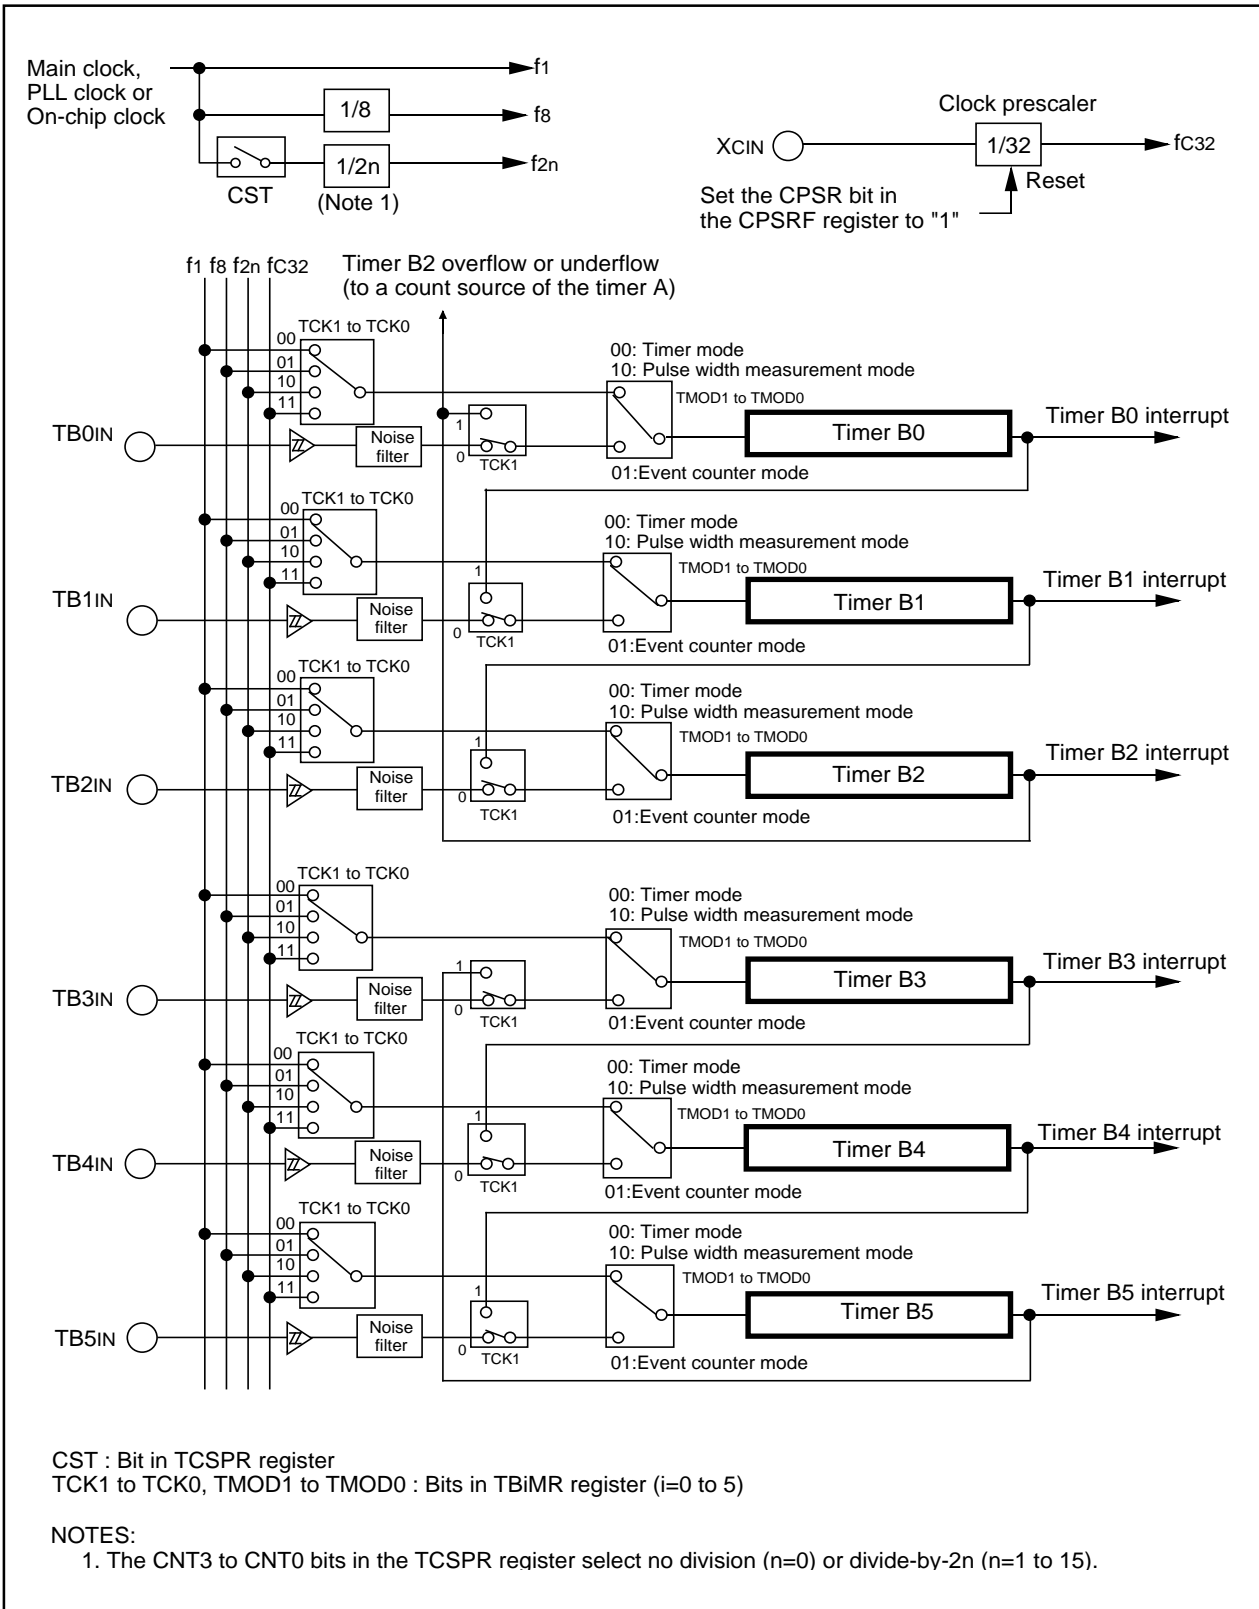 Main clock,
PLL clock or
On-chip clock
f1
1/8
f8
CST
1/2n
(Note 1)
f2n
Clock prescaler
XCIN
1/32
fC32
Reset
Set the CPSR bit in
the CPSRF register to "1"
f1 f8 f2n fC32
Timer B2 overflow or underflow
(to a count source of the timer A)
TCK1 to TCK0
00
01
10
11
TB0IN
Noise
filter
1
0
TCK1
00: Timer mode
10: Pulse width measurement mode
TMOD1 to TMOD0
01:Event counter mode
Timer B0
Timer B0 interrupt
TCK1 to TCK0
00
01
10
11
TB1IN
Noise
filter
1
0
TCK1
00: Timer mode
10: Pulse width measurement mode
TMOD1 to TMOD0
01:Event counter mode
Timer B1
Timer B1 interrupt
TCK1 to TCK0
00
01
10
11
TB2IN
Noise
filter
1
0
TCK1
00: Timer mode
10: Pulse width measurement mode
TMOD1 to TMOD0
01:Event counter mode
Timer B2
Timer B2 interrupt
TCK1 to TCK0
00
01
10
11
TB3IN
Noise
filter
1
0
TCK1
00: Timer mode
10: Pulse width measurement mode
TMOD1 to TMOD0
01:Event counter mode
Timer B3
Timer B3 interrupt
TCK1 to TCK0
00
01
10
11
TB4IN
Noise
filter
1
0
TCK1
00: Timer mode
10: Pulse width measurement mode
TMOD1 to TMOD0
01:Event counter mode
Timer B4
Timer B4 interrupt
TCK1 to TCK0
00
01
10
11
TB5IN
Noise
filter
1
0
TCK1
00: Timer mode
10: Pulse width measurement mode
TMOD1 to TMOD0
01:Event counter mode
Timer B5
Timer B5 interrupt
CST : Bit in TCSPR register
TCK1 to TCK0, TMOD1 to TMOD0 : Bits in TBiMR register (i=0 to 5)
NOTES:
1. The CNT3 to CNT0 bits in the TCSPR register select no division (n=0) or divide-by-2n (n=1 to 15).